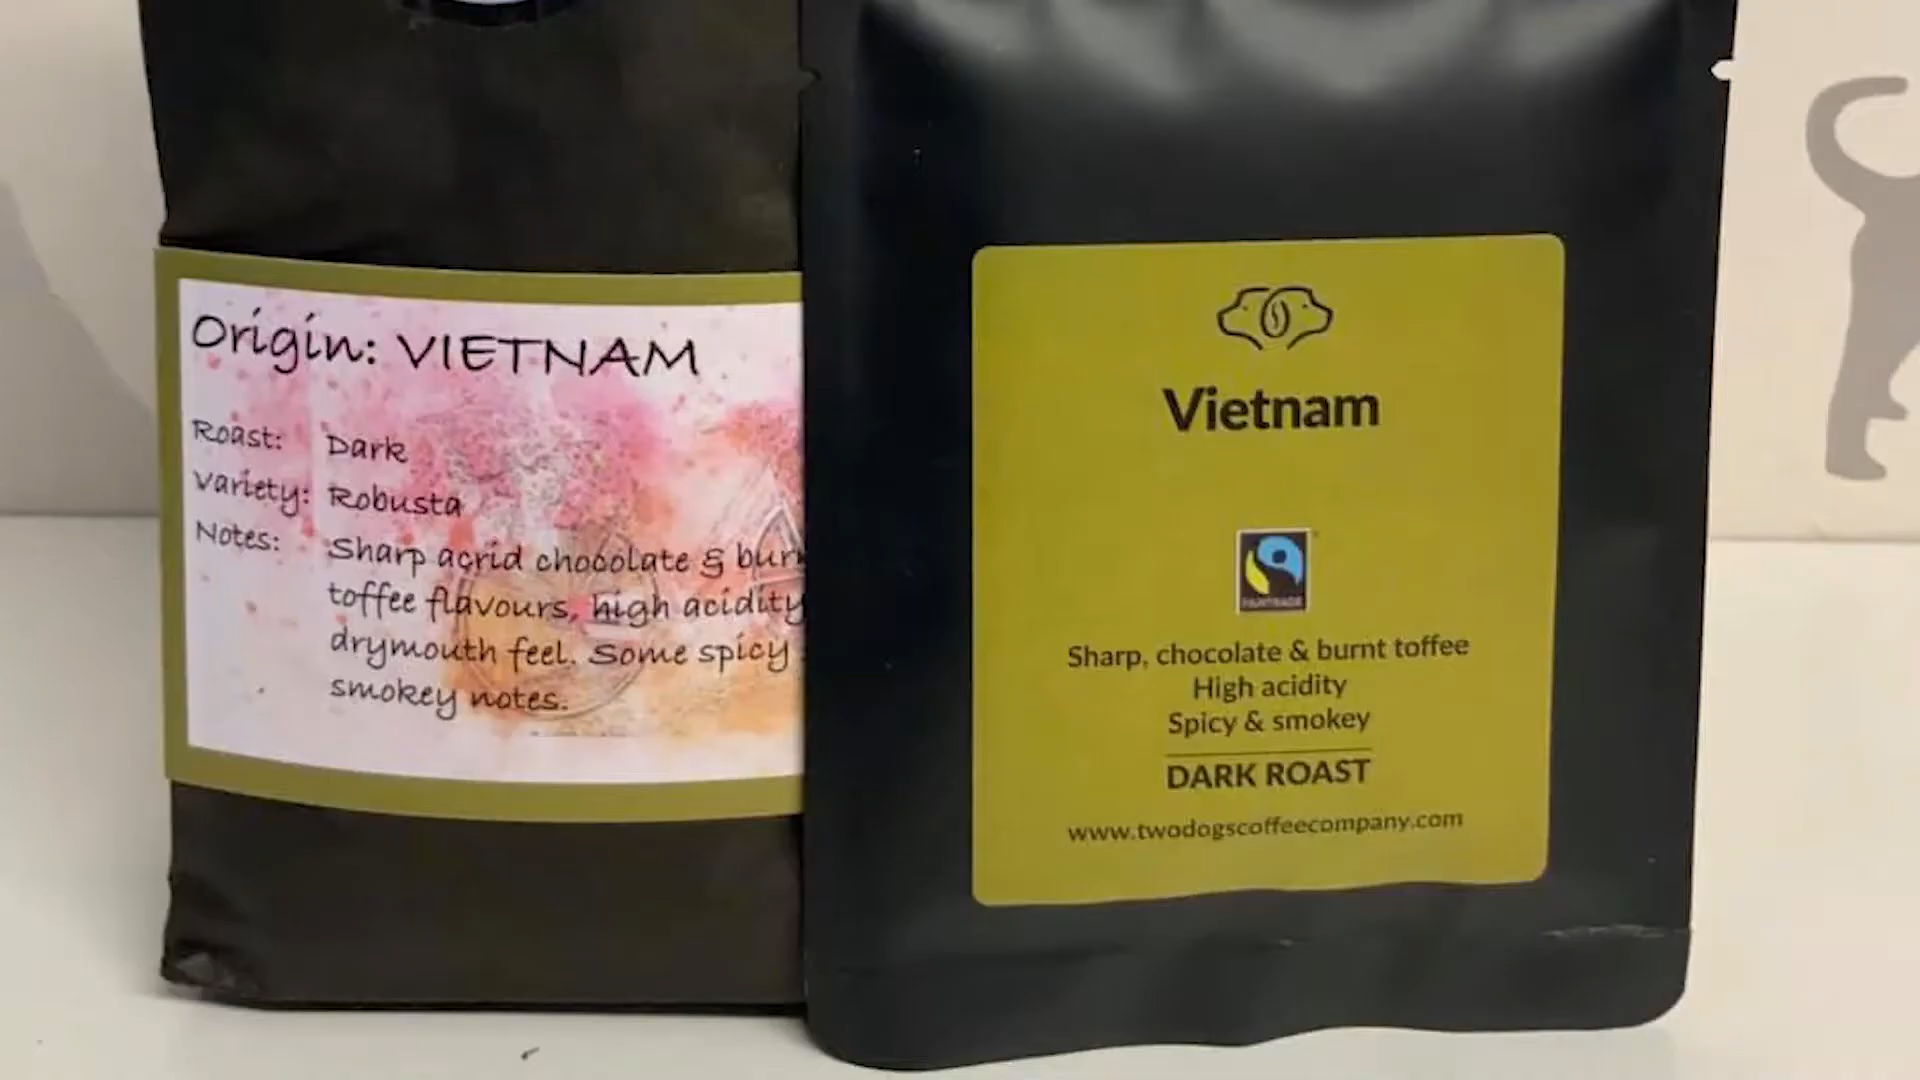 Origin: VIETNAM
Roast: Dark
Variety: Robusta
Notes: Sharp acrid chocolate &
toffee flavours, high acidity
drymouth feel. Some spicy
smokey notes.
Vietnam
FAIRTRADE
Sharp, chocolate & burnt toffee
High acidity
Spicy & smokey
DARK ROAST
www.twodogscoffeecompany.com